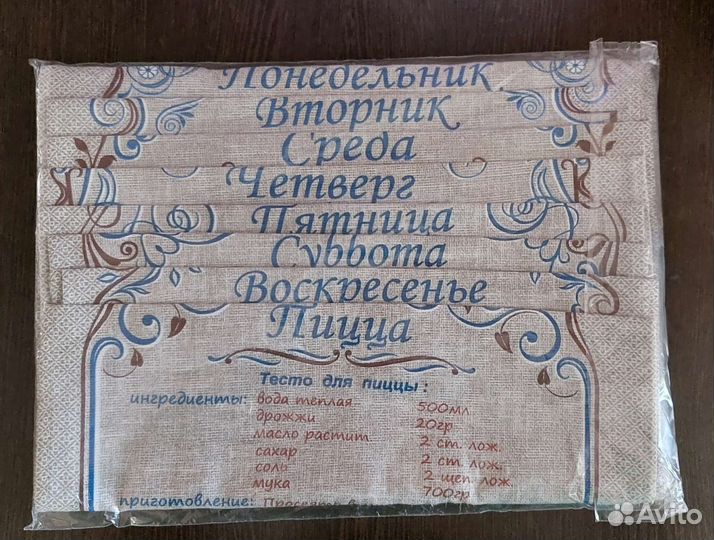 Понедельник
Вторник
Среда
Четверг
Пятница
Суббота
Воскресенье
Пицца
Тесто для пиццы:
ингредиенты: вода теплая 500мл
дрожжи 20гр
масло растит. 2 ст. лож.
сахар 2 ст. лож.
соль 2 щеп. лож.
мука 700гр
приготовление:
Avito